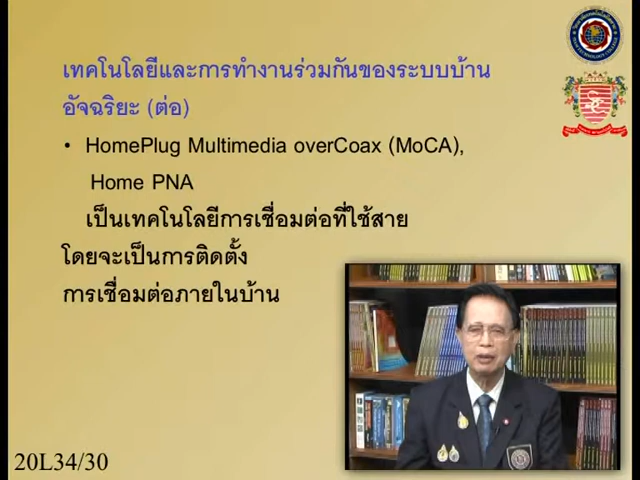 เทคโนโลยีและการทำงานร่วมกันของระบบบ้าน
อัจฉริยะ (ต่อ)
• HomePlug Multimedia overCoax (MoCA),
Home PNA
เป็นเทคโนโลยีการเชื่อมต่อที่ใช้สาย
โดยจะเป็นการติดตั้ง
การเชื่อมต่อภายในบ้าน
20L34/30